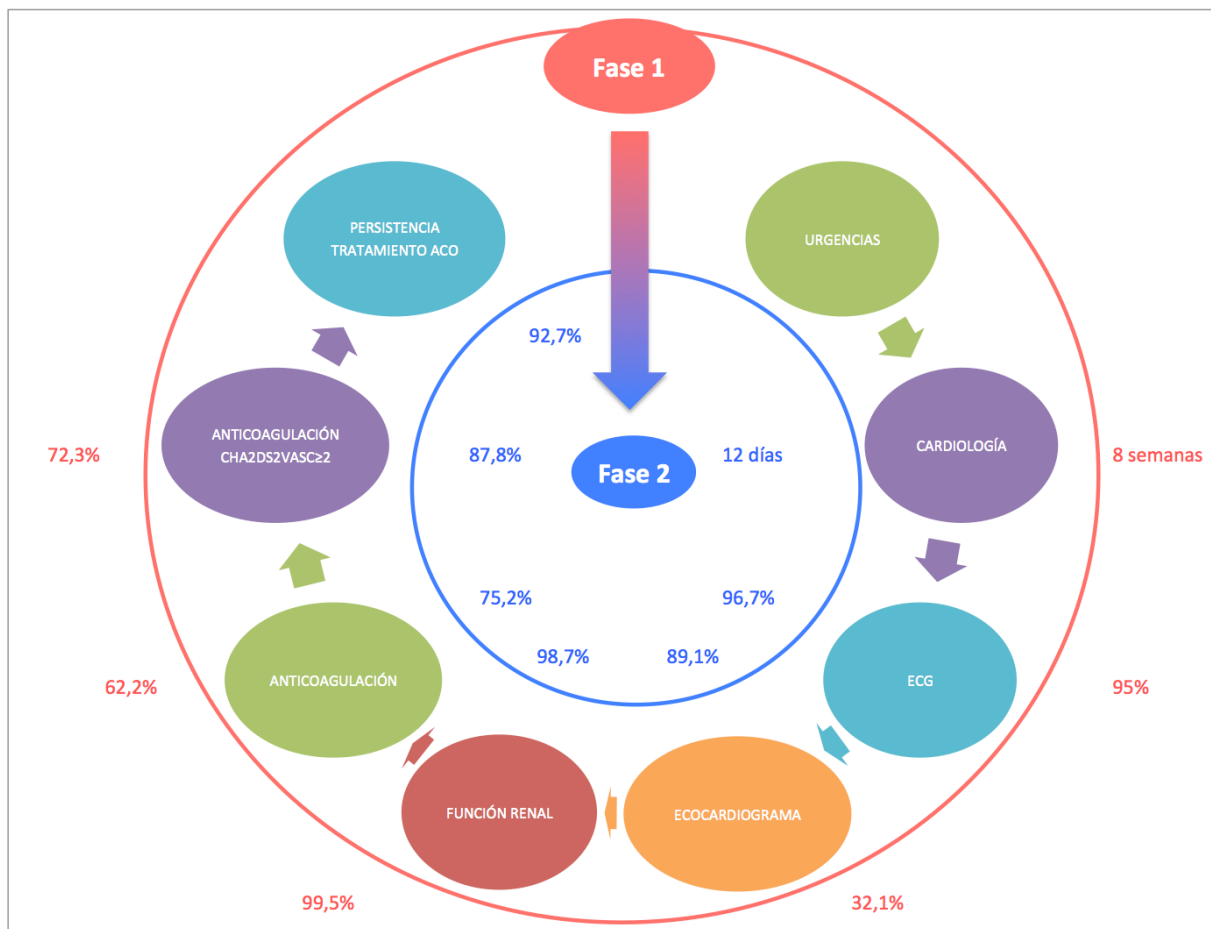 Fase 1
PERSISTENCIA
TRATAMIENTO ACO
URGENCIAS
92,7%
ANTICOAGULACIÓN
CHA2DS2VASC≥2
CARDIOLOGÍA
72,3%
87,8%
Fase 2
12 días
8 semanas
75,2%
96,7%
98,7%
89,1%
62,2%
ANTICOAGULACIÓN
ECG
95%
FUNCIÓN RENAL
ECOCARDIOGRAMA
99,5%
32,1%